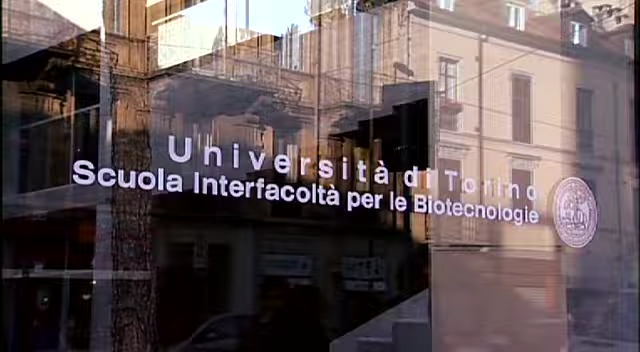 Università di Torino
Scuola Interfacoltà per le Biotecnologie